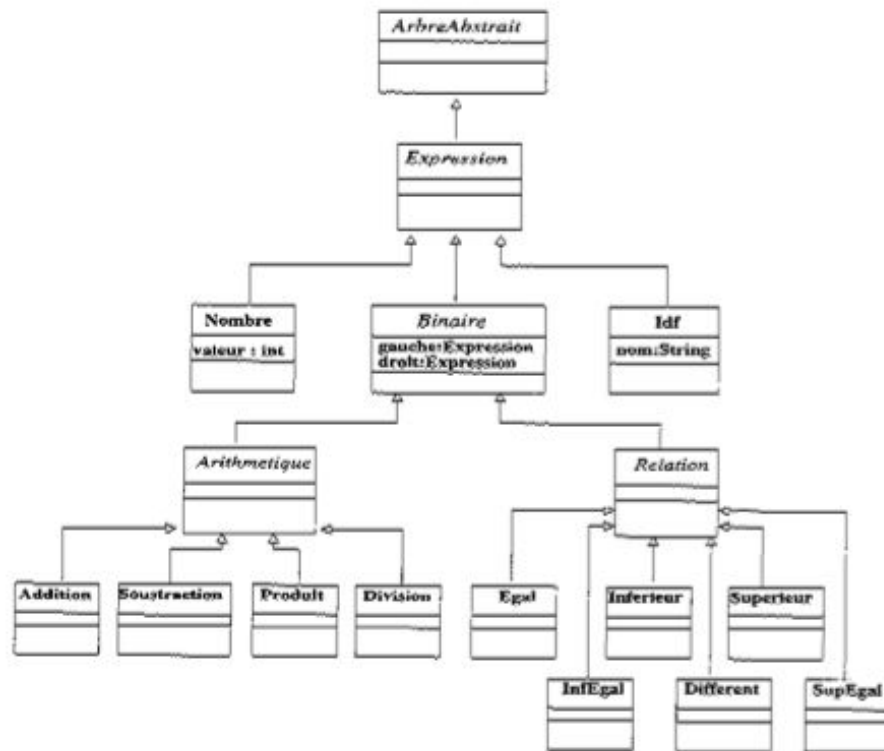 ArbreAbstrait
Expression
Nombre
valeur : int
Binaire
gauche:Expression
droit:Expression
Idf
nom:String
Arithmetique
Relation
Addition
Soustraction
Produit
Division
Egal
Inferieur
Superieur
InfEgal
Different
SupEgal